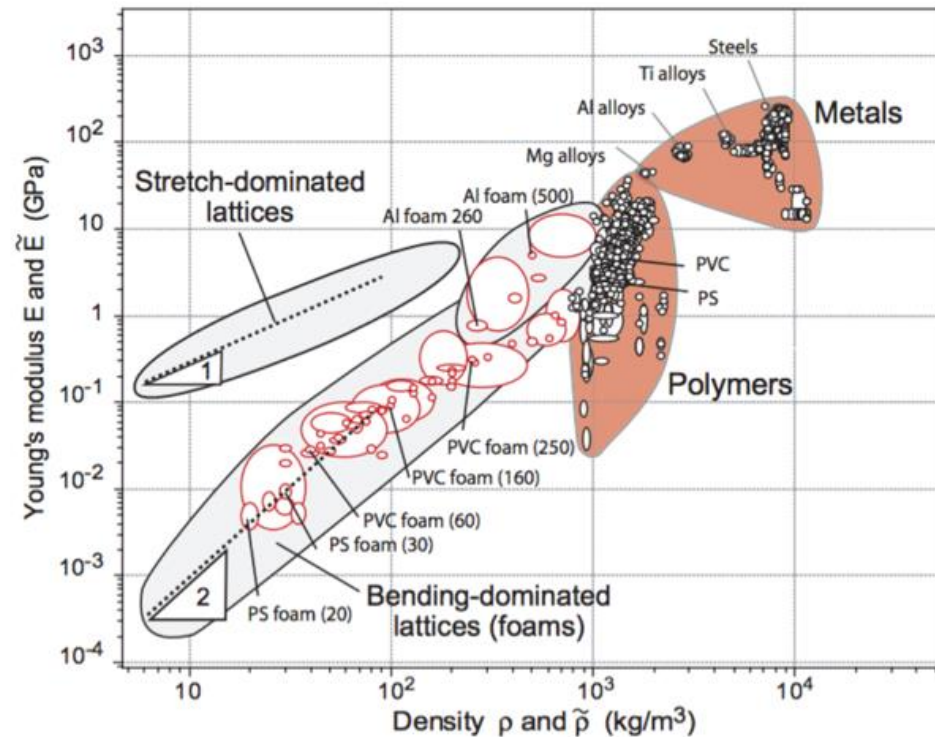 Young's modulus E and Ẽ (GPa)
10³
10²
10
1
10⁻¹
10⁻²
10⁻³
10⁻⁴
Steels
Ti alloys
Al alloys
Metals
Mg alloys
Stretch-dominated
lattices
Al foam (500)
Al foam 260
PVC
PS
1
Polymers
PVC foam (250)
PVC foam (160)
PVC foam (60)
PS foam (30)
2
PS foam (20)
Bending-dominated
lattices (foams)
10
10²
10³
10⁴
Density ρ and ρ̃ (kg/m³)